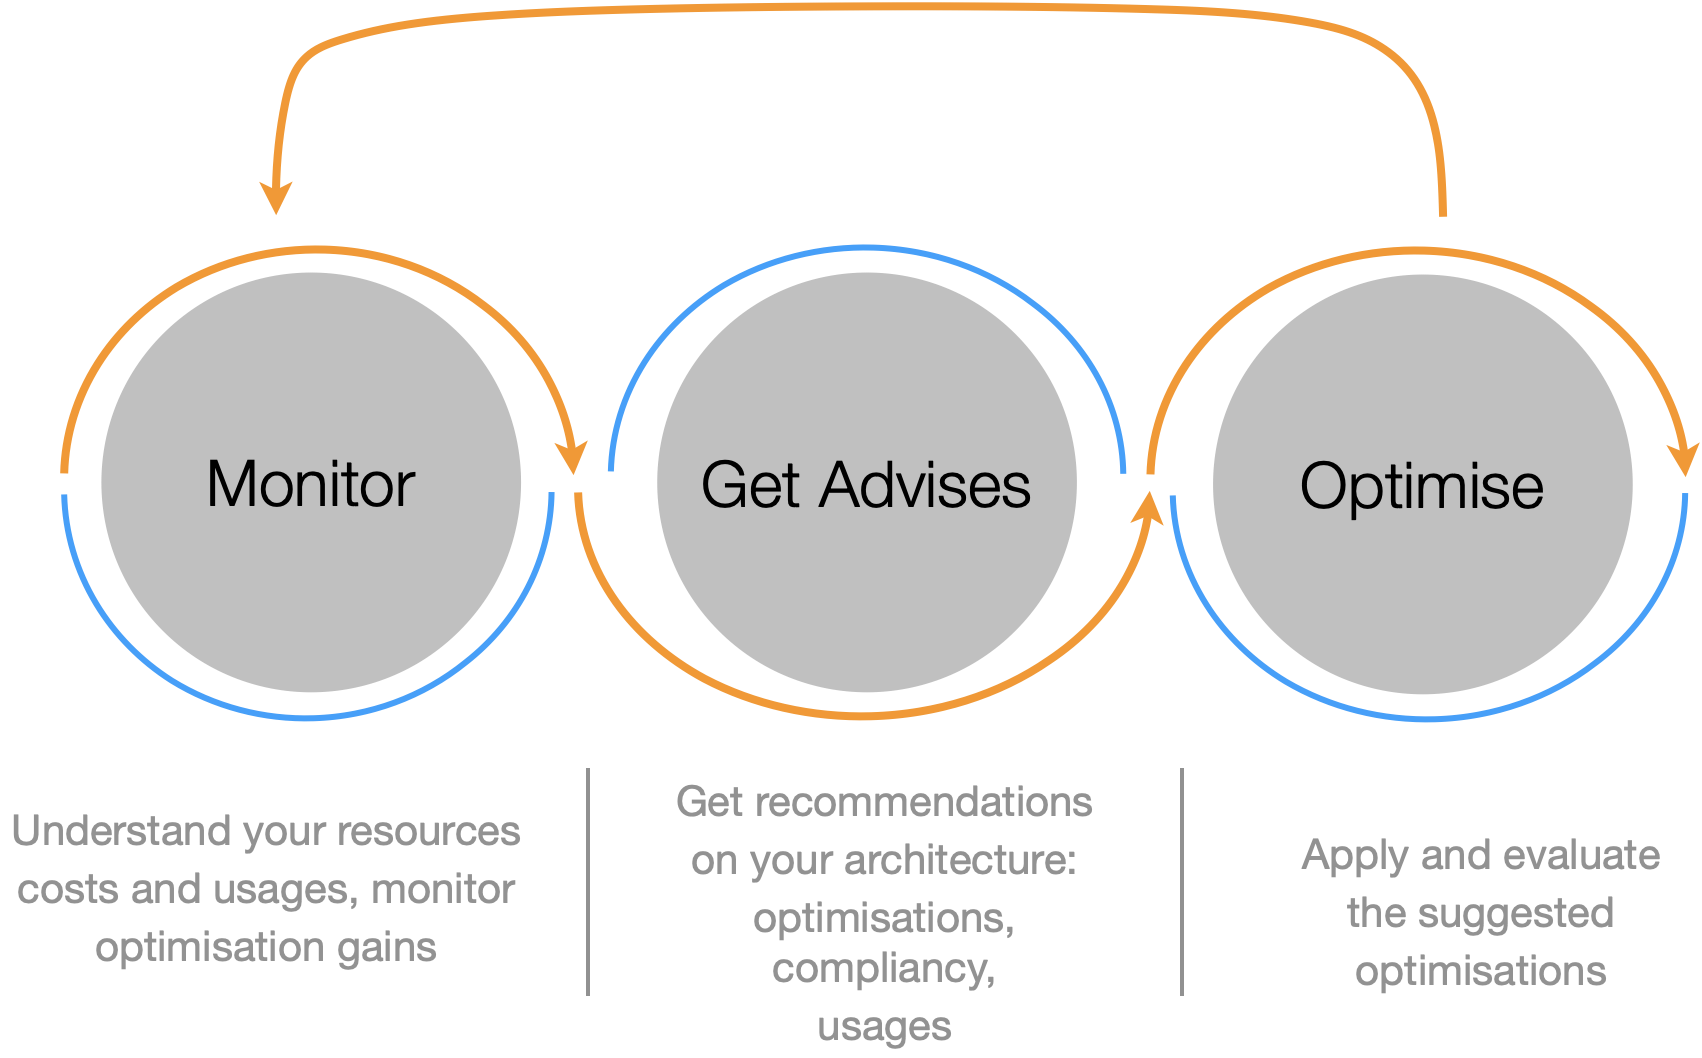 Monitor
Get Advises
Optimise
Understand your resources
costs and usages, monitor
optimisation gains
Get recommendations
on your architecture:
optimisations,
compliancy,
usages
Apply and evaluate
the suggested
optimisations